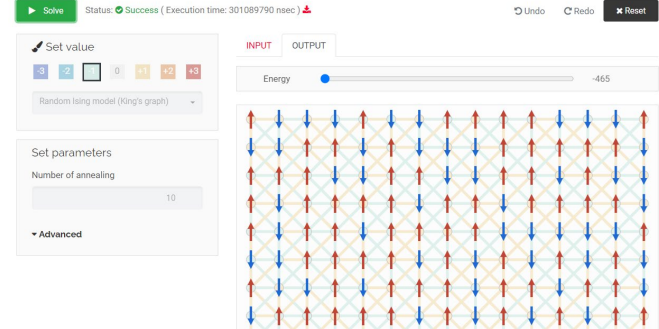 Solve Status: Success ( Execution time: 301089790 nsec ) Undo Redo Reset
Set value
-3 -2 -1 0 +1 +2 +3
Random Ising model (King's graph)
Set parameters
Number of annealing
10
Advanced
INPUT OUTPUT
Energy -465